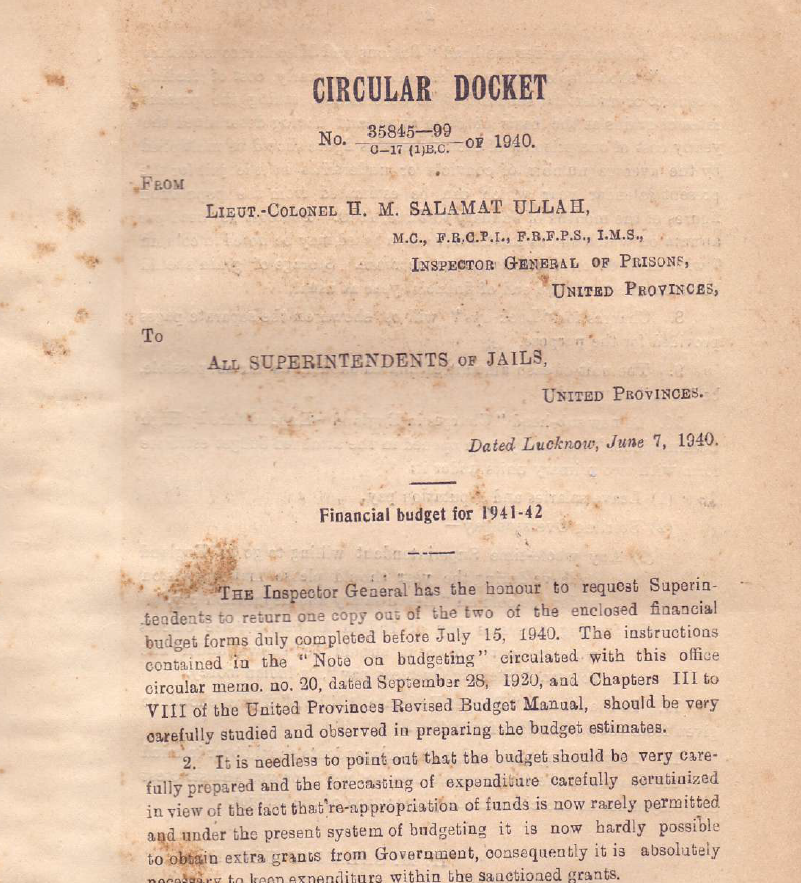 CIRCULAR DOCKET
No. 35845—99 / C—17 (1)B.C. OF 1940.
FROM
LIEUT.-COLONEL H. M. SALAMAT ULLAH,
M.C., F.R.C.P.I., F.R.F.P.S., I.M.S.,
INSPECTOR GENERAL OF PRISONS,
UNITED PROVINCES,
To
ALL SUPERINTENDENTS OF JAILS,
UNITED PROVINCES.
Dated Lucknow, June 7, 1940.
Financial budget for 1941-42
THE Inspector General has the honour to request Superin-
tendents to return one copy out of the two of the enclosed financial
budget forms duly completed before July 15, 1940. The instructions
contained in the "Note on budgeting" circulated with this office
circular memo. no. 20, dated September 28, 1920, and Chapters III to
VIII of the United Provinces Revised Budget Manual, should be very
carefully studied and observed in preparing the budget estimates.
2. It is needless to point out that the budget should be very care-
fully prepared and the forecasting of expenditure carefully scrutinized
in view of the fact that re-appropriation of funds is now rarely permitted
and under the present system of budgeting it is now hardly possible
to obtain extra grants from Government, consequently it is absolutely
necessary to keep expenditure within the sanctioned grants.